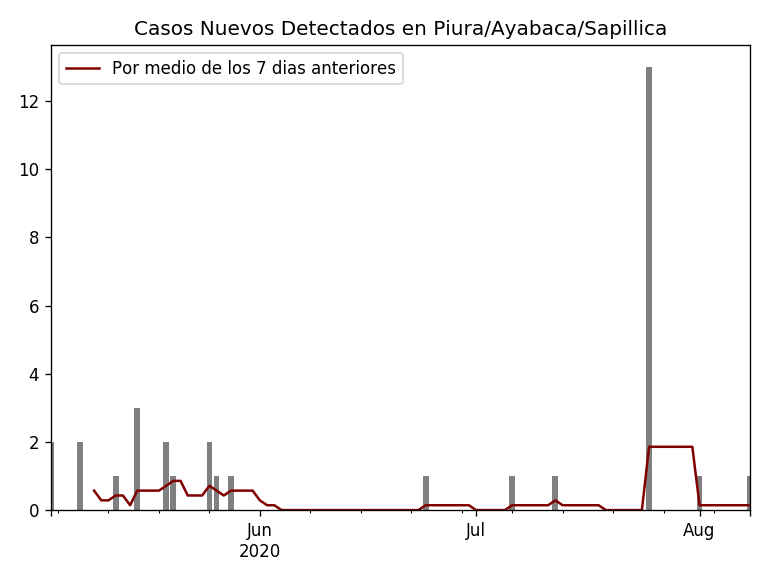 Casos Nuevos Detectados en Piura/Ayabaca/Sapillica
Por medio de los 7 dias anteriores
12
10
8
6
4
2
0
Jun
2020
Jul
Aug